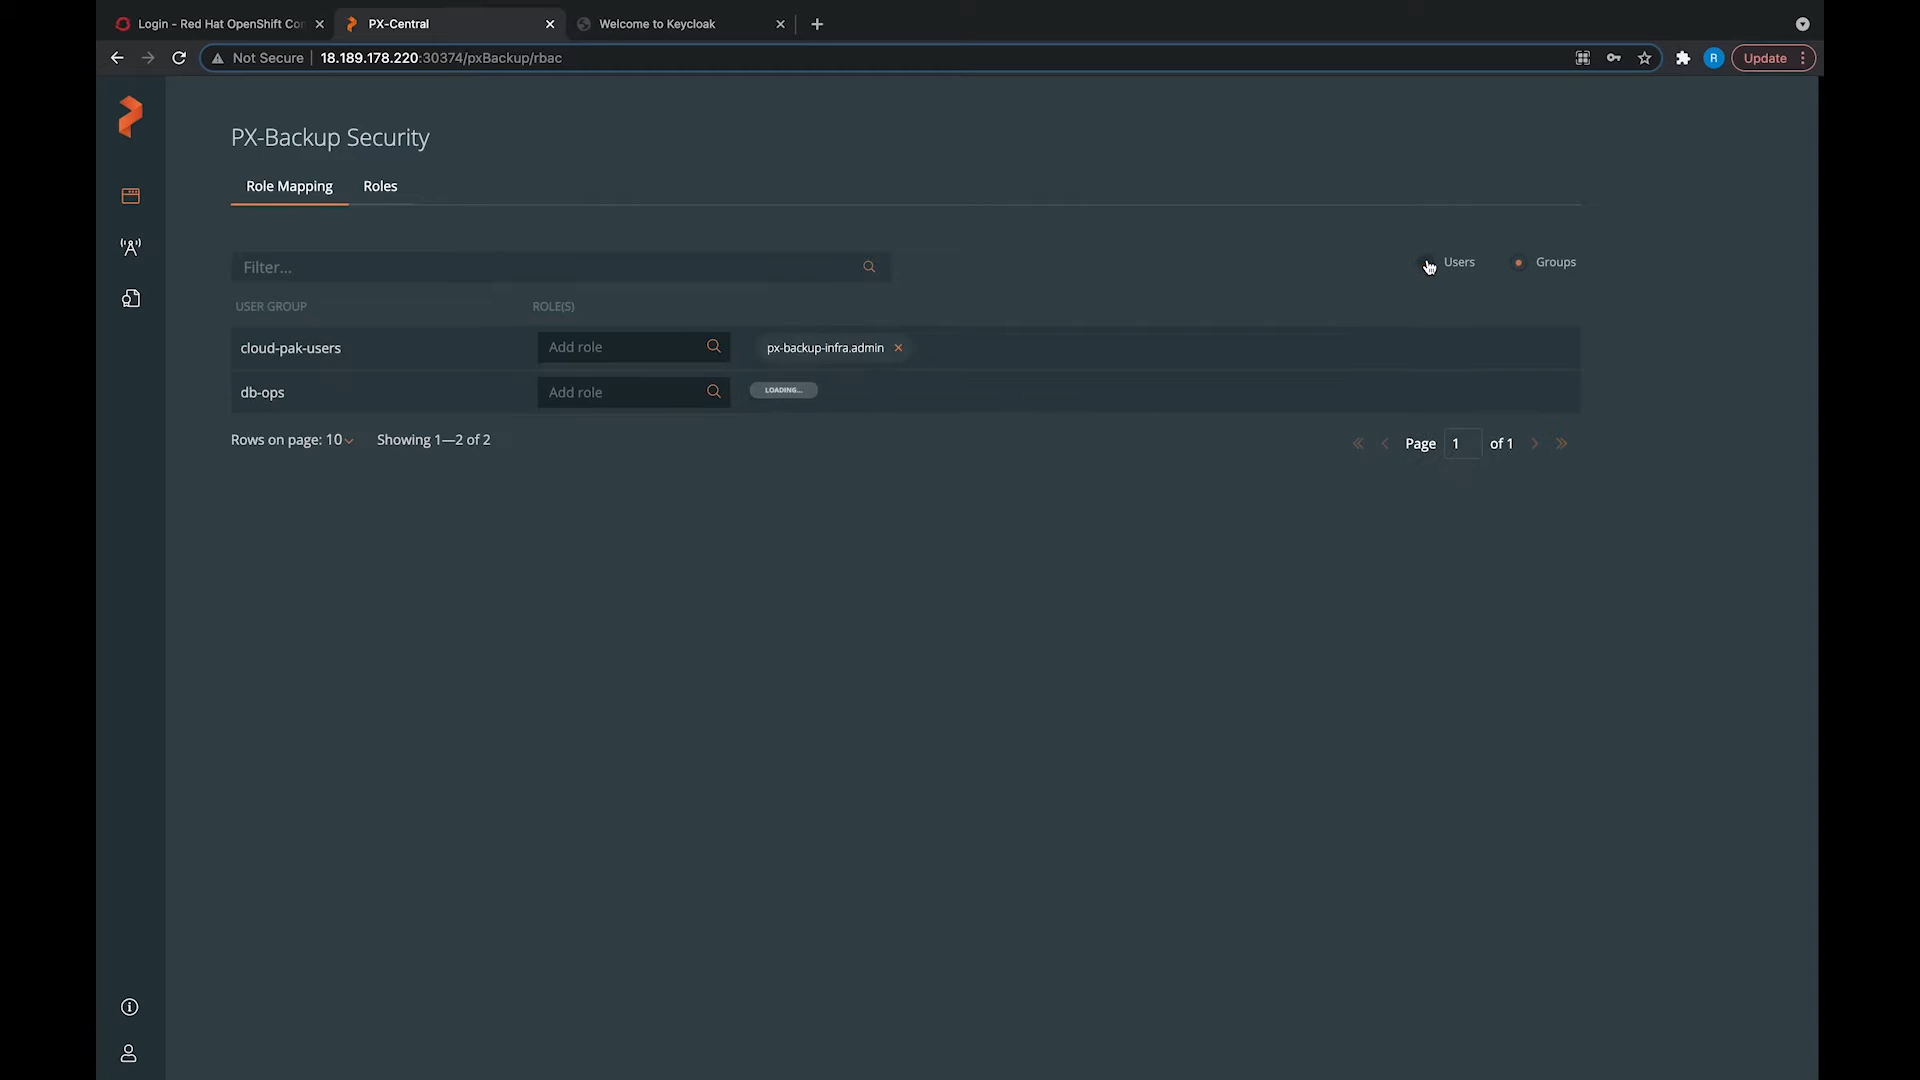 Login - Red Hat OpenShift Con
PX-Central
Welcome to Keycloak
Not Secure
18.189.178.220:30374/pxBackup/rbac
R
Update
PX-Backup Security
Role Mapping
Roles
Filter...
Users
Groups
USER GROUP
ROLE(S)
cloud-pak-users
Add role
px-backup-infra.admin
db-ops
Add role
LOADING...
Rows on page: 10
Showing 1—2 of 2
Page 1 of 1